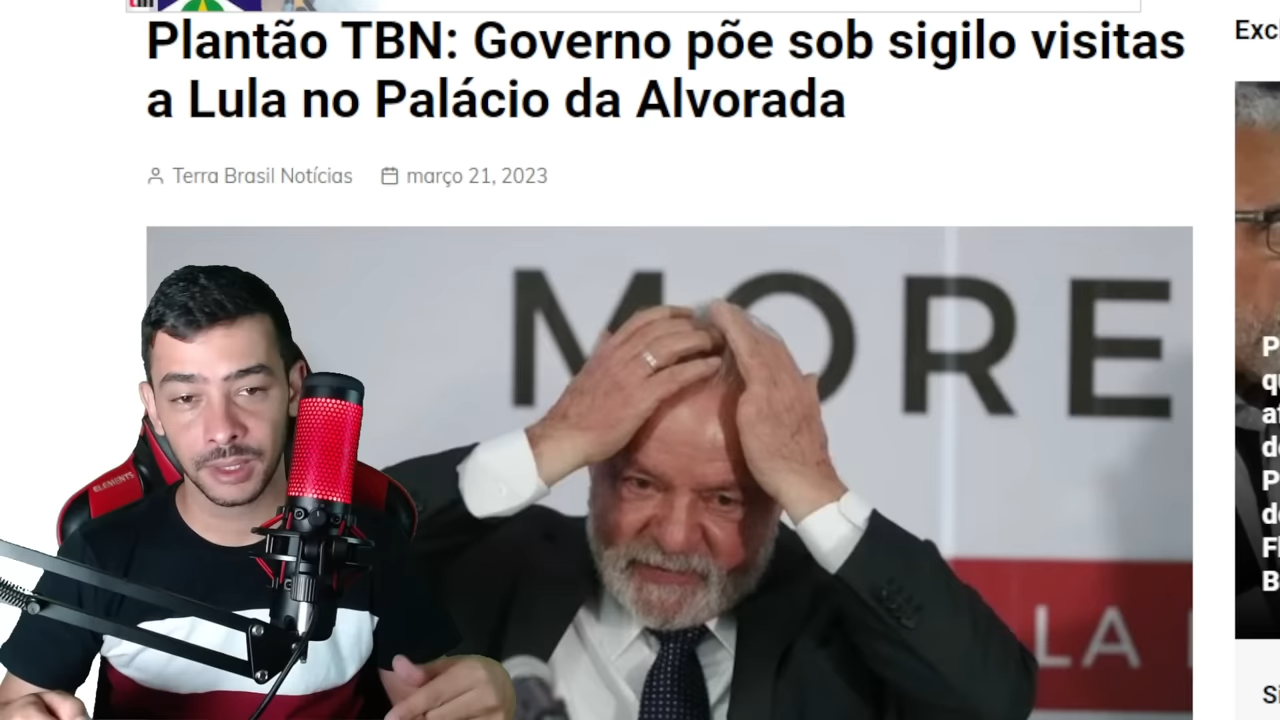 Plantão TBN: Governo põe sob sigilo visitas
a Lula no Palácio da Alvorada
Terra Brasil Notícias março 21, 2023
MORE
LA
ELEMENTS